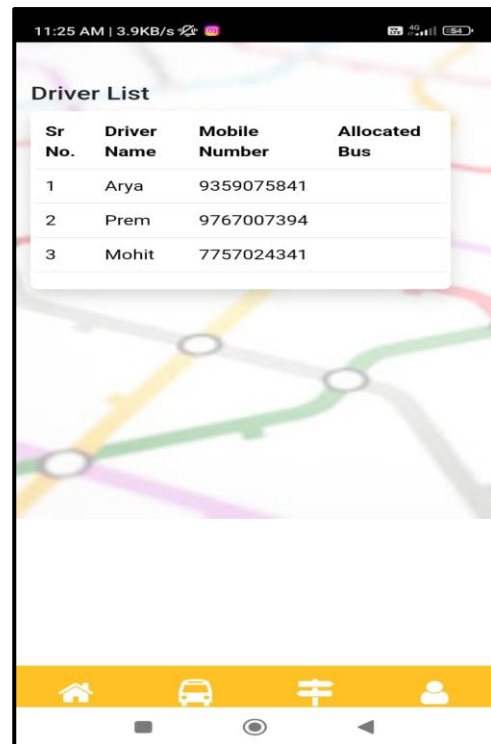 11:25 AM | 3.9KB/s
4G 54
Driver List
Sr No. Driver Name Mobile Number Allocated Bus
1 Arya 9359075841
2 Prem 9767007394
3 Mohit 7757024341